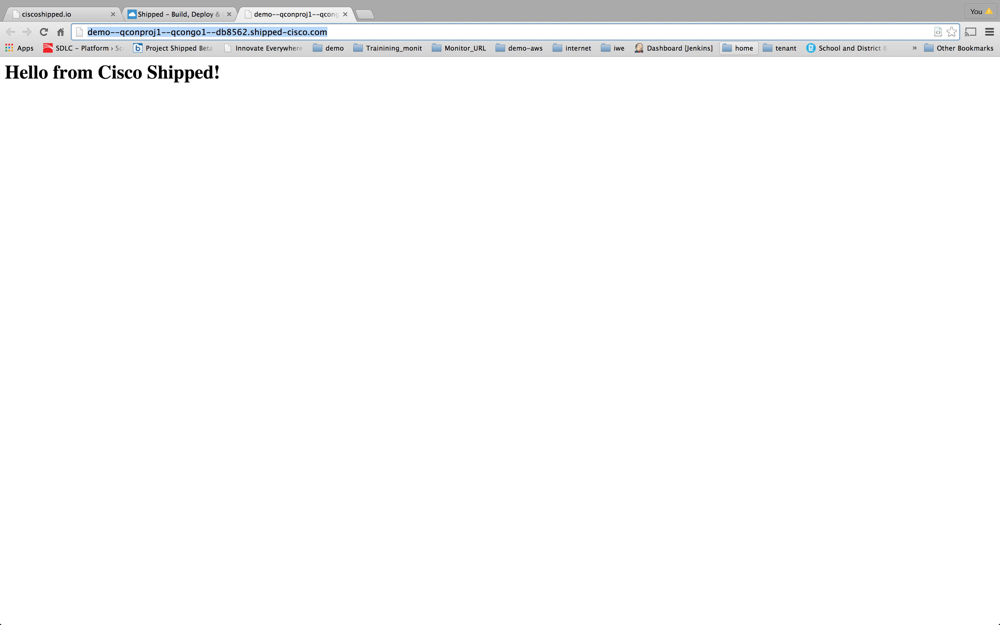 ciscoshipped.io
Shipped – Build, Deploy &
demo--qconproj1--qcong
You
demo--qconproj1--qcongo1--db8562.shipped-cisco.com
Apps SDLC – Platform › Sc Project Shipped Beta Innovate Everywhere demo Trainining_monit Monitor_URL demo-aws internet iwe Dashboard [Jenkins] home tenant School and District B » Other Bookmarks
Hello from Cisco Shipped!